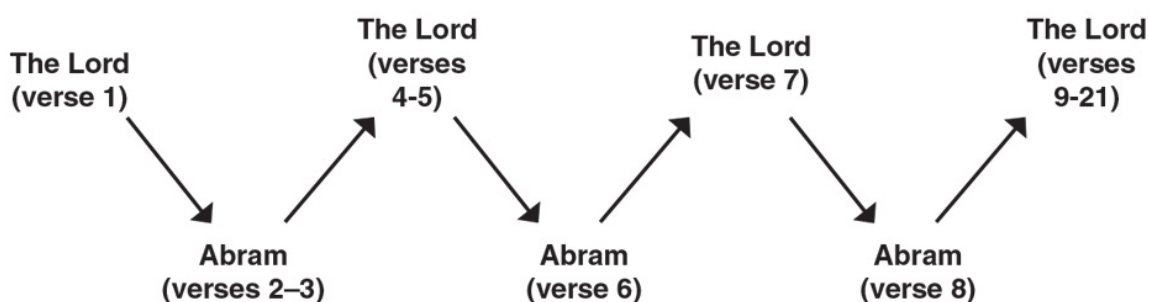 The Lord
(verse 1)
Abram
(verses 2–3)
The Lord
(verses
4-5)
Abram
(verse 6)
The Lord
(verse 7)
Abram
(verse 8)
The Lord
(verses
9-21)